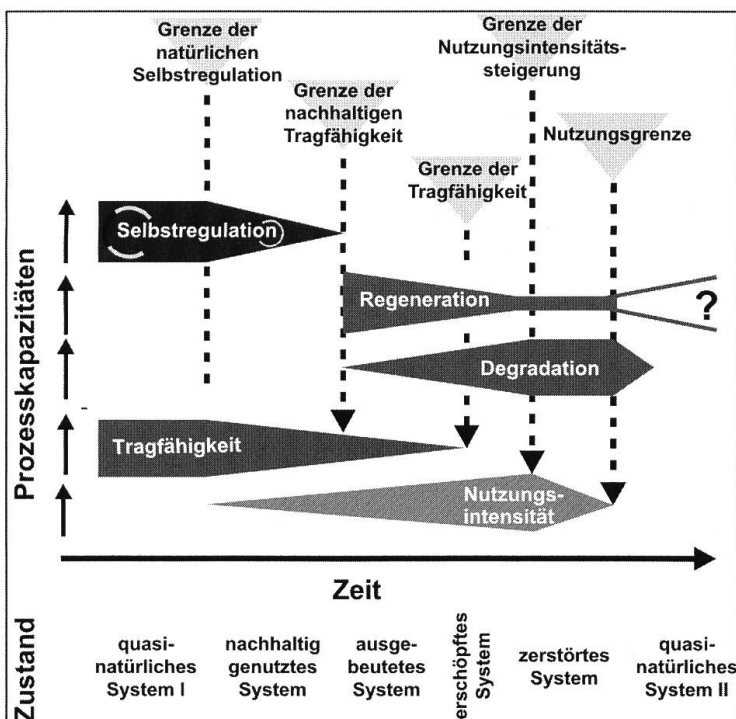 Grenze der
natürlichen
Selbstregulation
Grenze der
nachhaltigen
Tragfähigkeit
Grenze der
Tragfähigkeit
Grenze der
Nutzungsintensitäts-
steigerung
Nutzungsgrenze
Prozesskapazitäten
Selbstregulation
Regeneration
?
Degradation
Tragfähigkeit
Nutzungs-
intensität
Zeit
Zustand
quasi-
natürliches
System I
nachhaltig
genutztes
System
ausge-
beutetes
System
erschöpftes
System
zerstörtes
System
quasi-
natürliches
System II